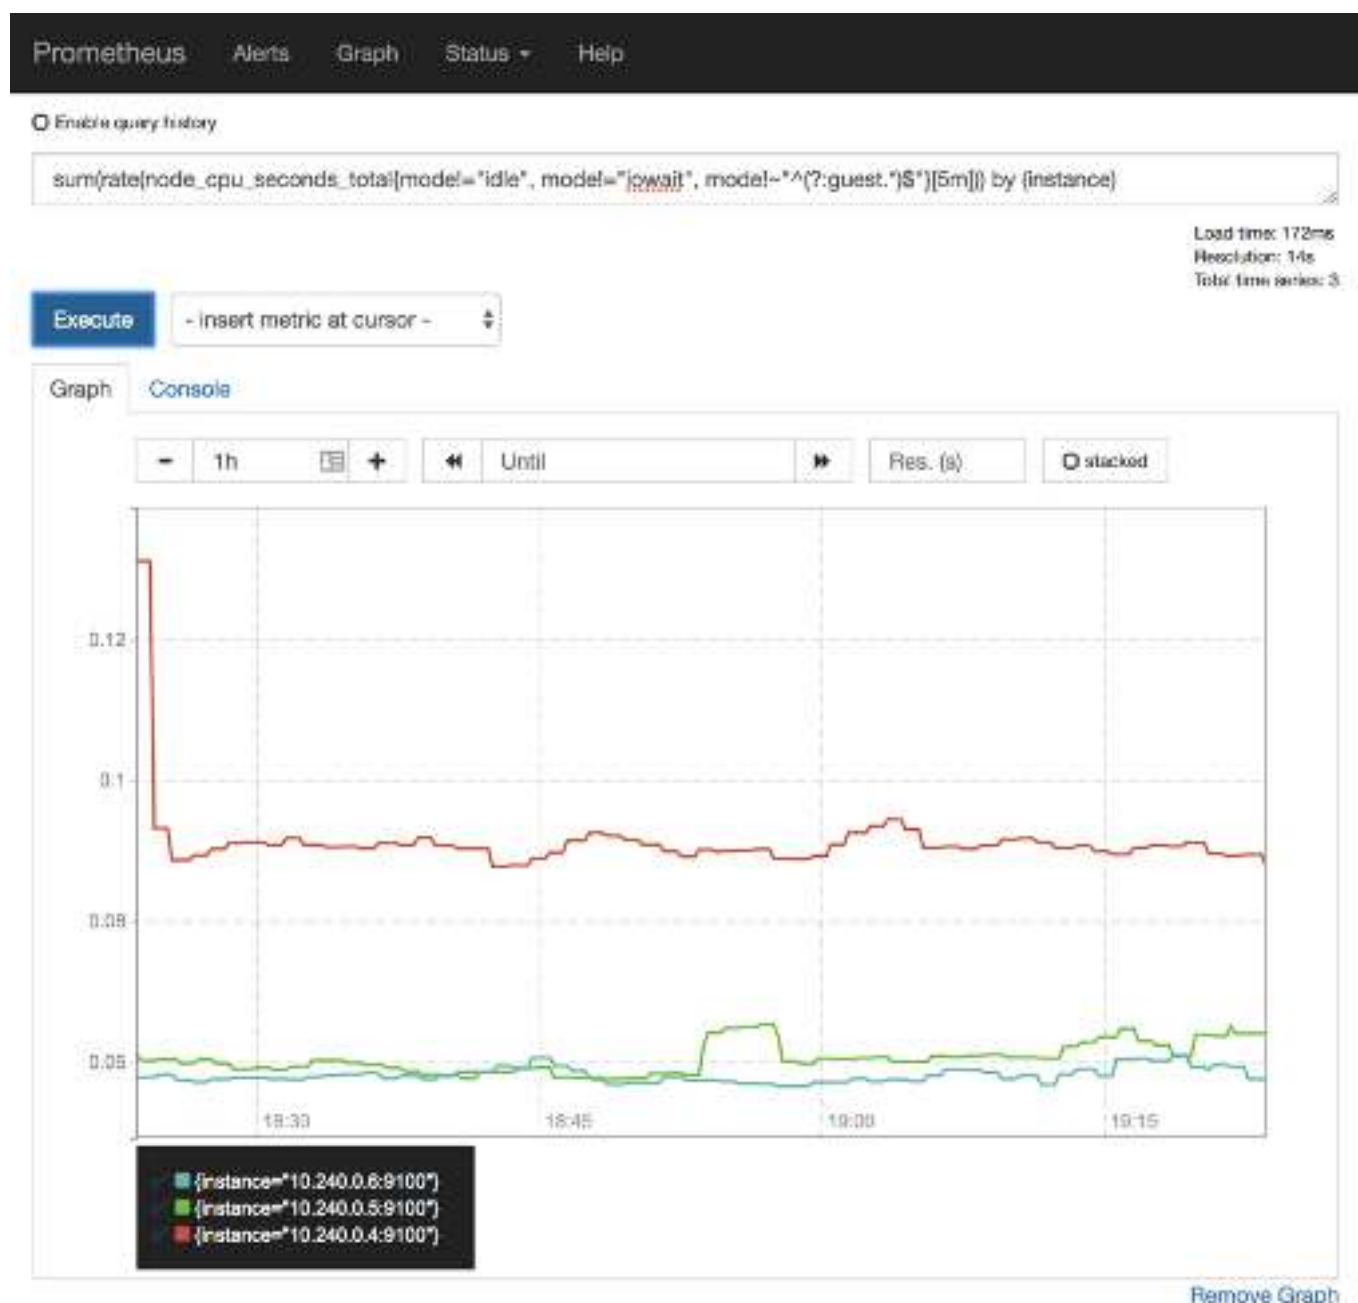 Prometheus Alerts Graph Status Help
Enable query history
sum(rate(node_cpu_seconds_total{mode!="idle", mode!="iowait", mode!~"^(?:guest.*)$"}[5m])) by (instance)
Load time: 172ms
Resolution: 14s
Total time series: 3
Execute - insert metric at cursor -
Graph Console
1h Until Res. (s) stacked
0.12
0.1
0.08
0.06
18:30 18:45 19:00 19:15
{instance="10.240.0.6:9100"}
{instance="10.240.0.5:9100"}
{instance="10.240.0.4:9100"}
Remove Graph